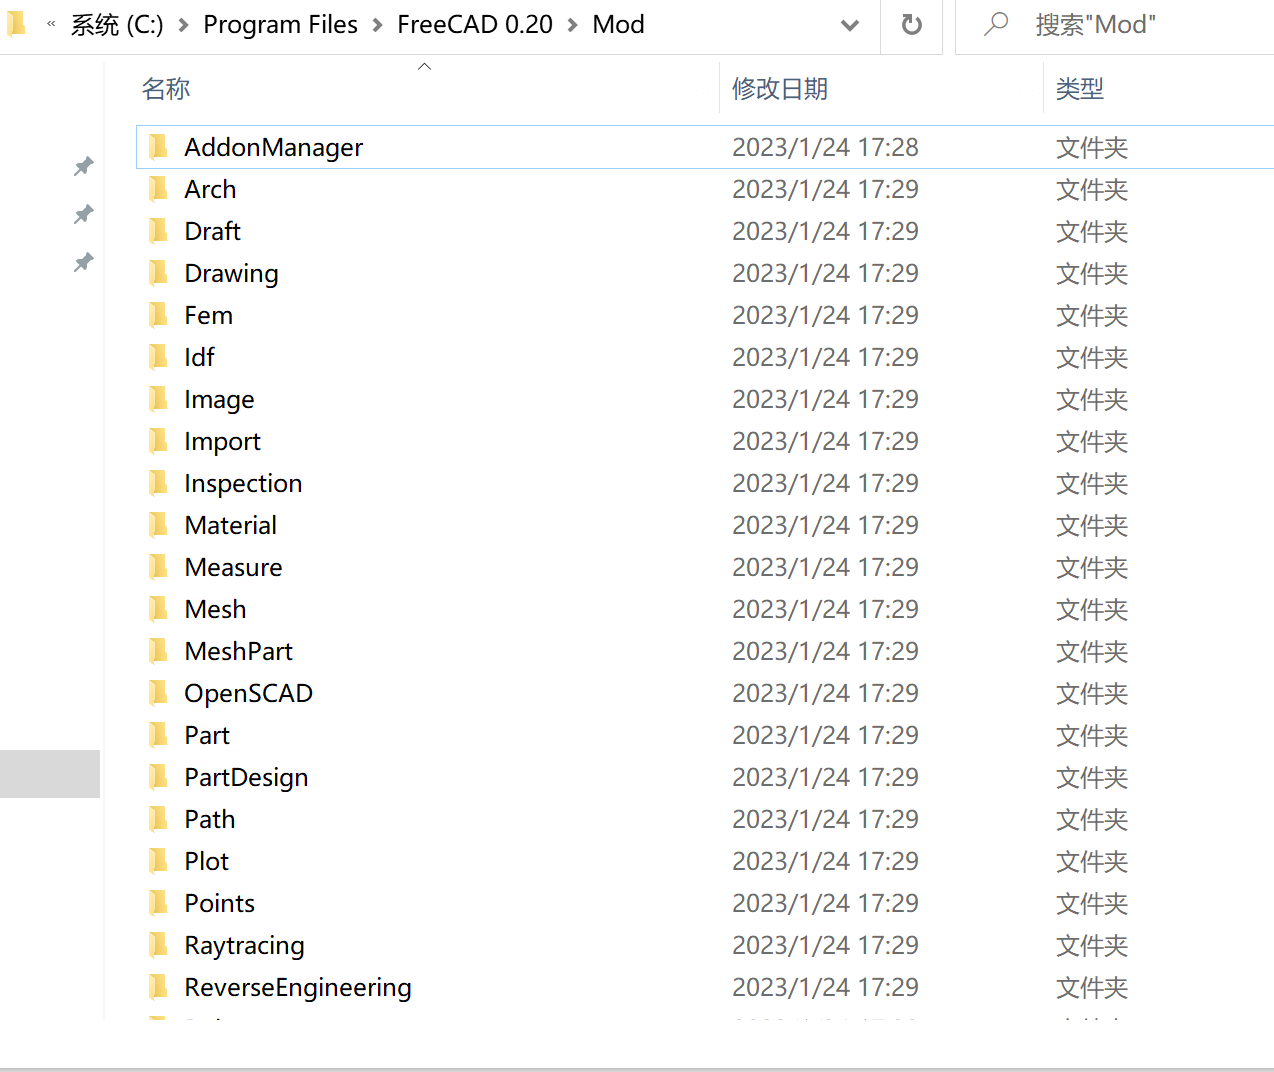 « 系统 (C:) > Program Files > FreeCAD 0.20 > Mod 搜索"Mod"
名称 修改日期 类型
AddonManager 2023/1/24 17:28 文件夹
Arch 2023/1/24 17:29 文件夹
Draft 2023/1/24 17:29 文件夹
Drawing 2023/1/24 17:29 文件夹
Fem 2023/1/24 17:29 文件夹
Idf 2023/1/24 17:29 文件夹
Image 2023/1/24 17:29 文件夹
Import 2023/1/24 17:29 文件夹
Inspection 2023/1/24 17:29 文件夹
Material 2023/1/24 17:29 文件夹
Measure 2023/1/24 17:29 文件夹
Mesh 2023/1/24 17:29 文件夹
MeshPart 2023/1/24 17:29 文件夹
OpenSCAD 2023/1/24 17:29 文件夹
Part 2023/1/24 17:29 文件夹
PartDesign 2023/1/24 17:29 文件夹
Path 2023/1/24 17:29 文件夹
Plot 2023/1/24 17:29 文件夹
Points 2023/1/24 17:29 文件夹
Raytracing 2023/1/24 17:29 文件夹
ReverseEngineering 2023/1/24 17:29 文件夹